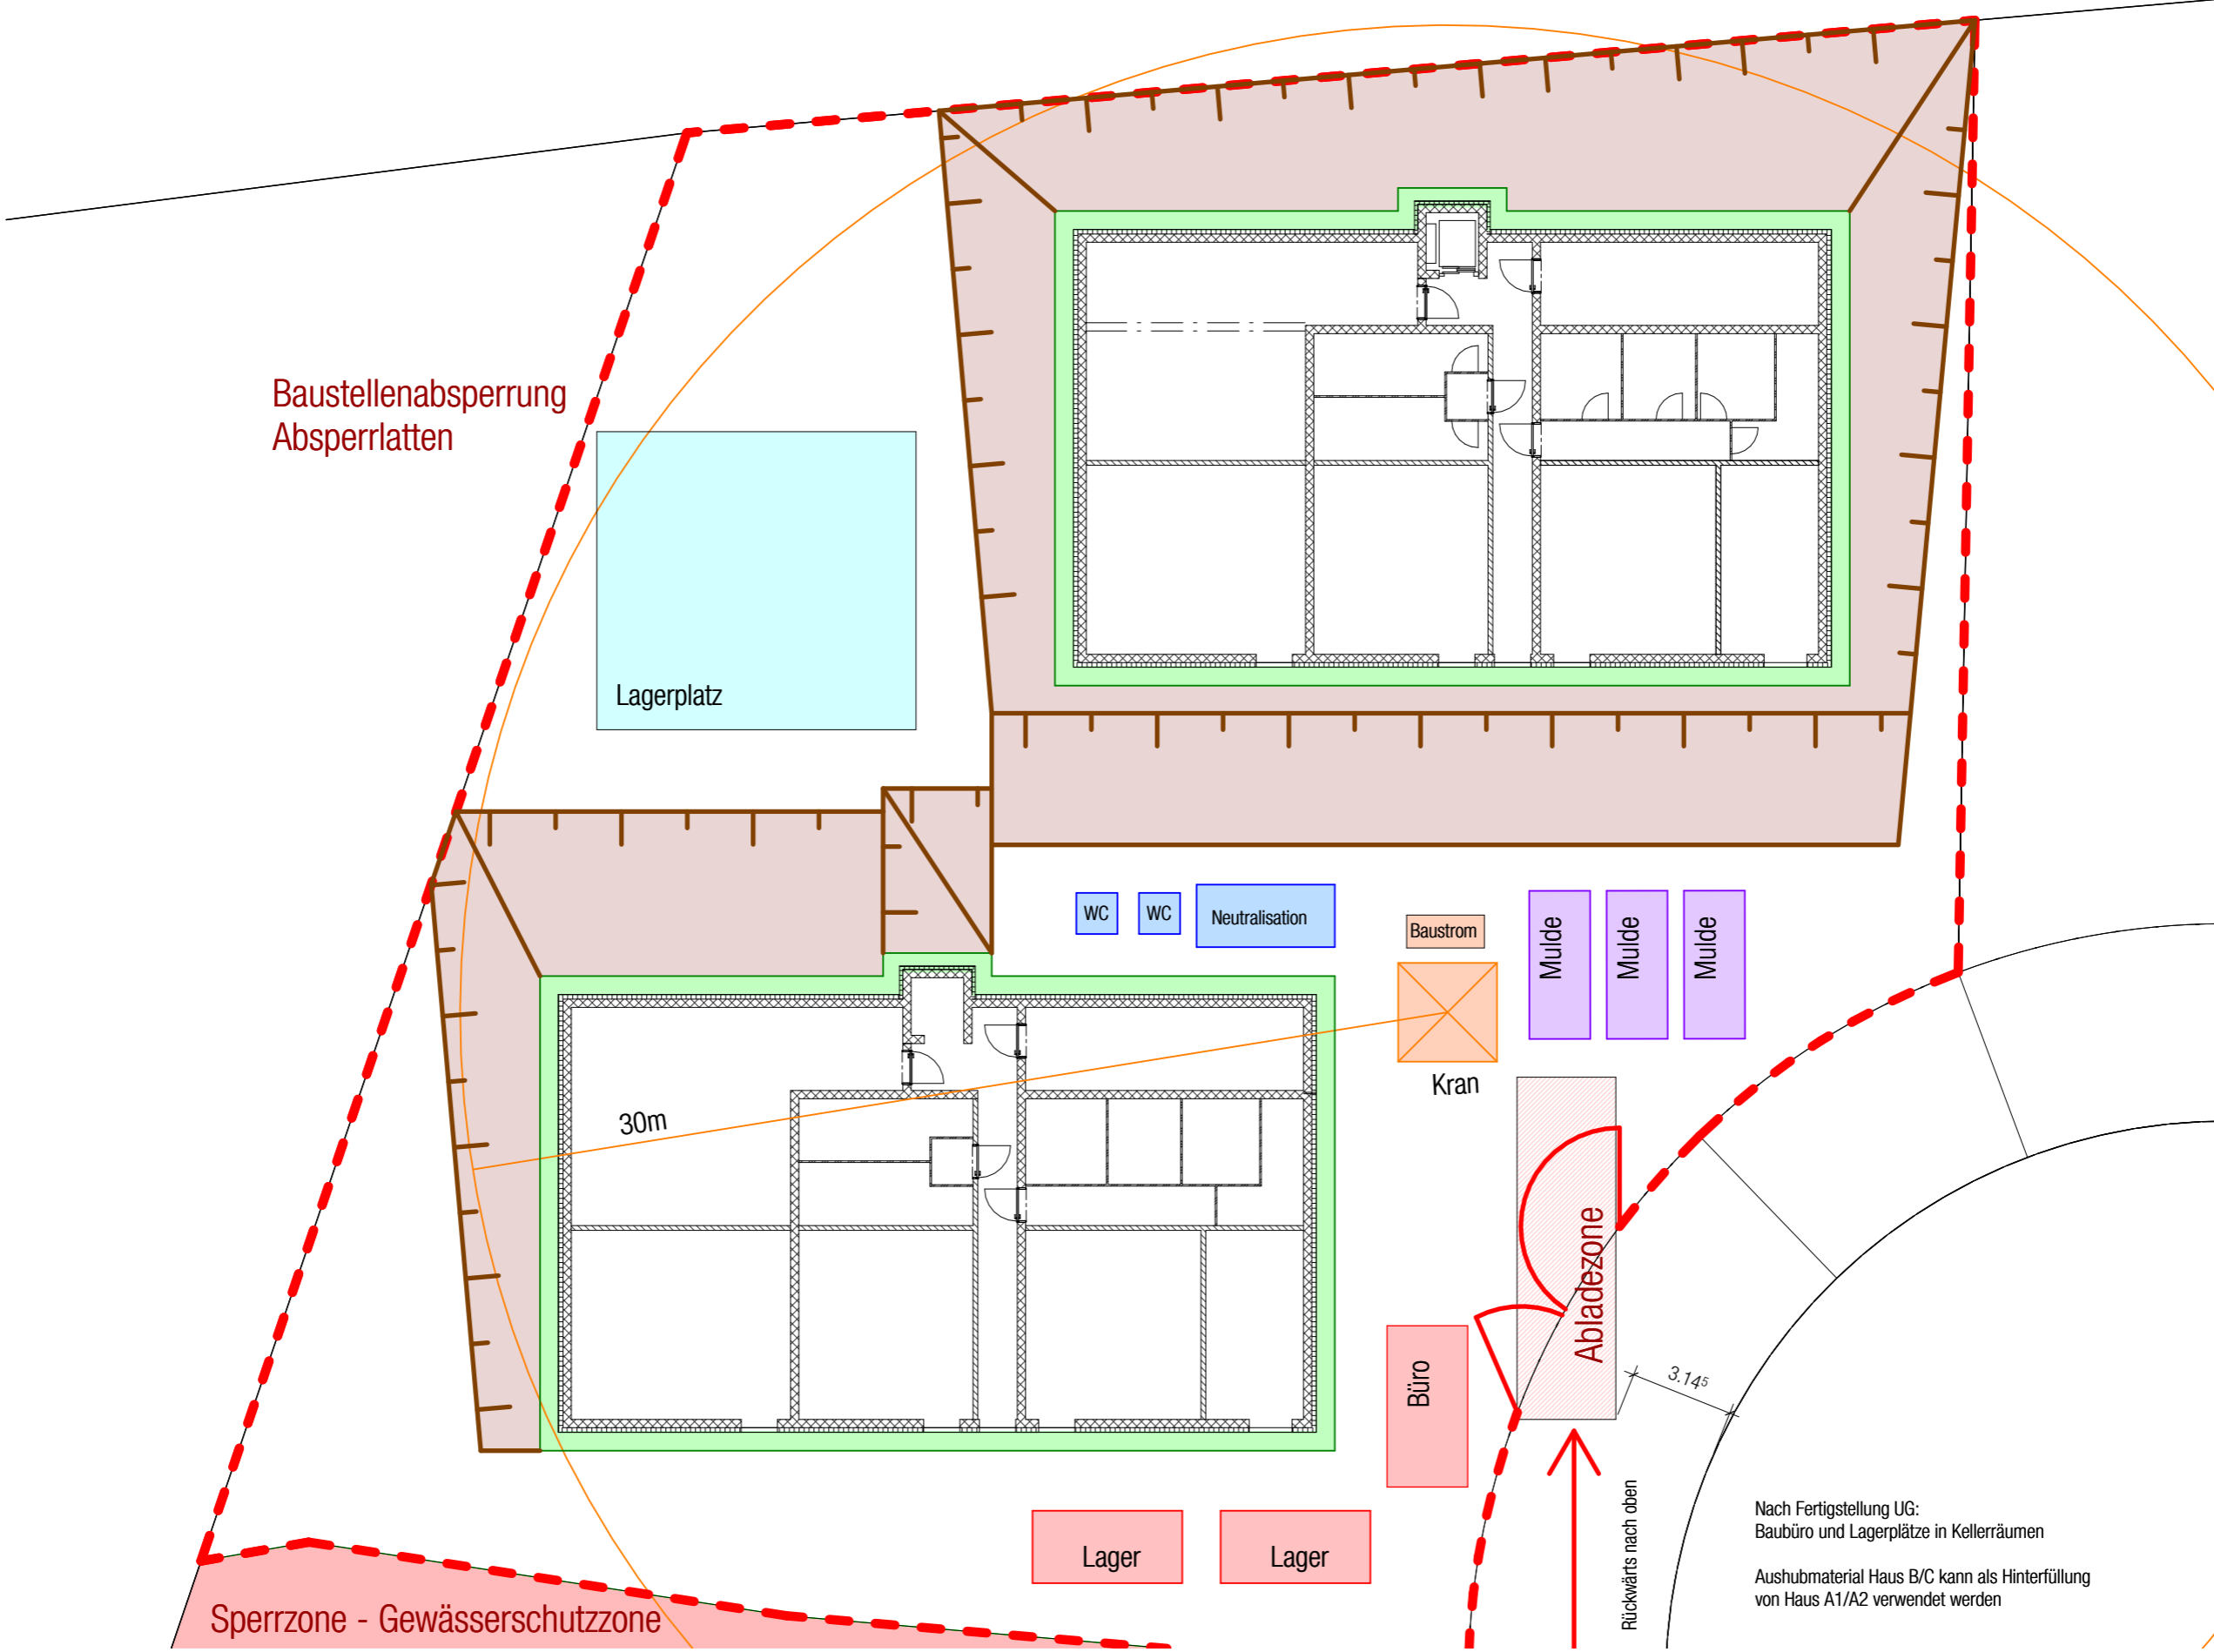 Baustellenabsperrung
Absperrlatten
Lagerplatz
WC
WC
Neutralisation
Baustrom
Mulde
Mulde
Mulde
Kran
30m
Abladezone
Büro
3.14⁵
Rückwärts nach oben
Lager
Lager
Nach Fertigstellung UG:
Baubüro und Lagerplätze in Kellerräumen
Aushubmaterial Haus B/C kann als Hinterfüllung
von Haus A1/A2 verwendet werden
Sperrzone - Gewässerschutzzone